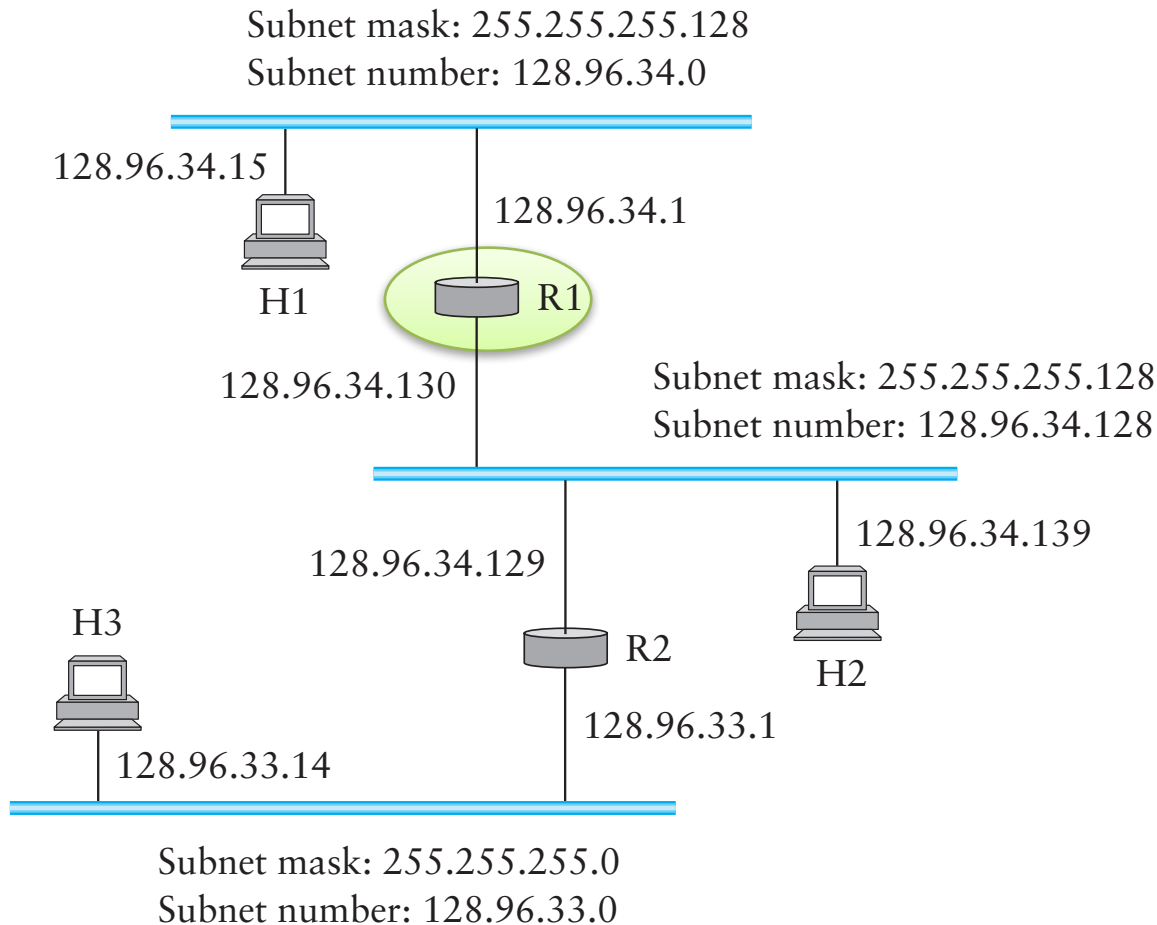 Subnet mask: 255.255.255.128
Subnet number: 128.96.34.0
128.96.34.15
128.96.34.1
H1
R1
128.96.34.130
Subnet mask: 255.255.255.128
Subnet number: 128.96.34.128
128.96.34.139
128.96.34.129
H3
R2
H2
128.96.33.1
128.96.33.14
Subnet mask: 255.255.255.0
Subnet number: 128.96.33.0